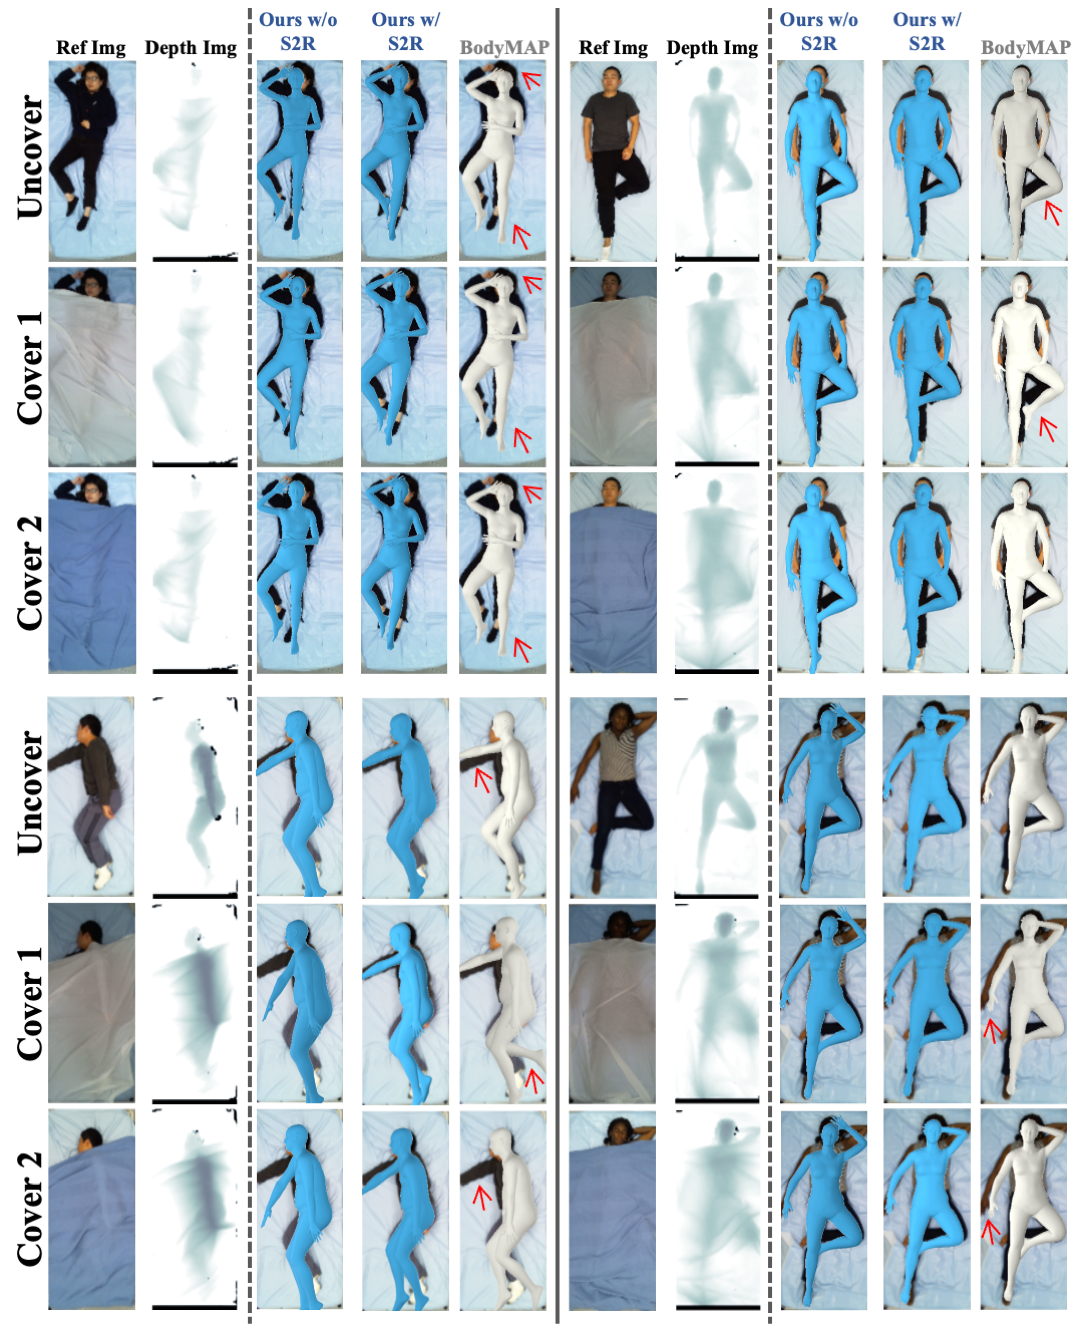 Ours w/o
S2R
Ours w/
S2R
Ref Img
Depth Img
BodyMAP
Ours w/o
S2R
Ours w/
S2R
Ref Img
Depth Img
BodyMAP
Uncover
Cover 1
Cover 2
Uncover
Cover 1
Cover 2